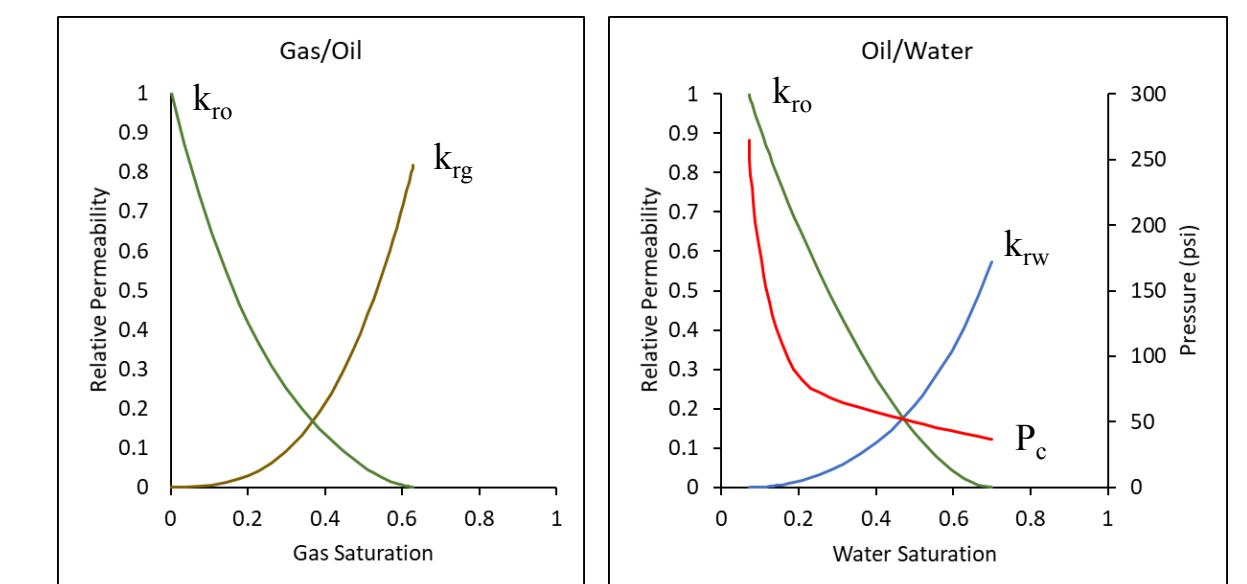 Gas/Oil
kro
krg
Relative Permeability
1
0.9
0.8
0.7
0.6
0.5
0.4
0.3
0.2
0.1
0
0 0.2 0.4 0.6 0.8 1
Gas Saturation
Oil/Water
kro
krw
Pc
Relative Permeability
1
0.9
0.8
0.7
0.6
0.5
0.4
0.3
0.2
0.1
0
300
250
200
150
100
50
0
Pressure (psi)
0 0.2 0.4 0.6 0.8 1
Water Saturation